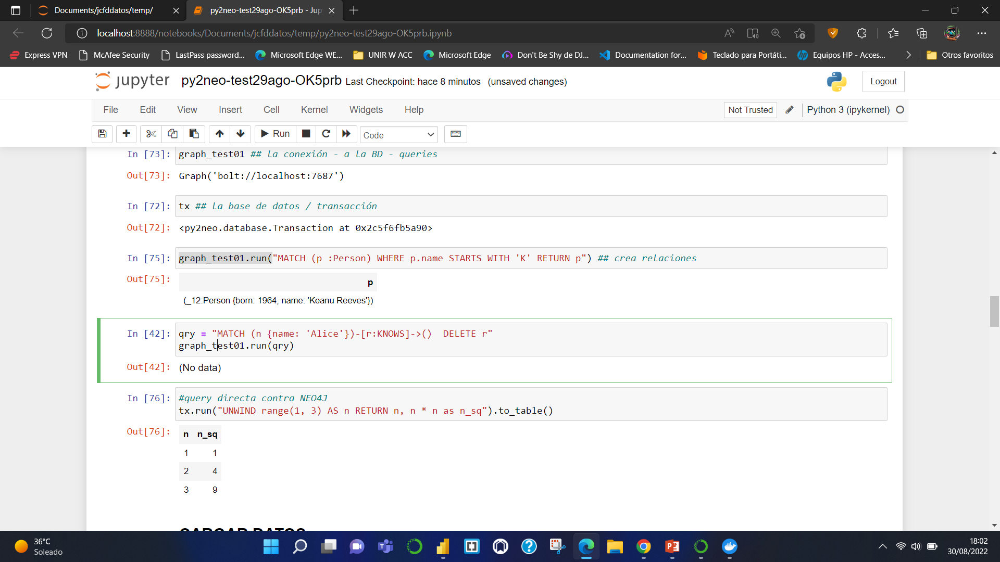 Documents/jcfddatos/temp/
py2neo-test29ago-OK5prb - Jup
localhost:8888/notebooks/Documents/jcfddatos/temp/py2neo-test29ago-OK5prb.ipynb
Express VPN
McAfee Security
LastPass password...
Microsoft Edge WE...
UNIR W ACC
Microsoft Edge
Don't Be Shy de DJ...
Documentation for...
Teclado para Portáti...
Equipos HP - Acces...
Otros favoritos
jupyter py2neo-test29ago-OK5prb Last Checkpoint: hace 8 minutos (unsaved changes)
Logout
File Edit View Insert Cell Kernel Widgets Help
Not Trusted
Python 3 (ipykernel)
Run
Code
In [73]: graph_test01 ## la conexión - a la BD - queries
Out[73]: Graph('bolt://localhost:7687')
In [72]: tx ## la base de datos / transacción
Out[72]: <py2neo.database.Transaction at 0x2c5f6fb5a90>
In [75]: graph_test01.run("MATCH (p :Person) WHERE p.name STARTS WITH 'K' RETURN p") ## crea relaciones
Out[75]:
p
(_12:Person {born: 1964, name: 'Keanu Reeves'})
In [42]: qry = "MATCH (n {name: 'Alice'})-[r:KNOWS]->()  DELETE r"
graph_test01.run(qry)
Out[42]: (No data)
In [76]: #query directa contra NEO4J
tx.run("UNWIND range(1, 3) AS n RETURN n, n * n as n_sq").to_table()
Out[76]:
n n_sq
1 1
2 4
3 9
CARGAR DATOS
36°C
Soleado
18:02
30/08/2022